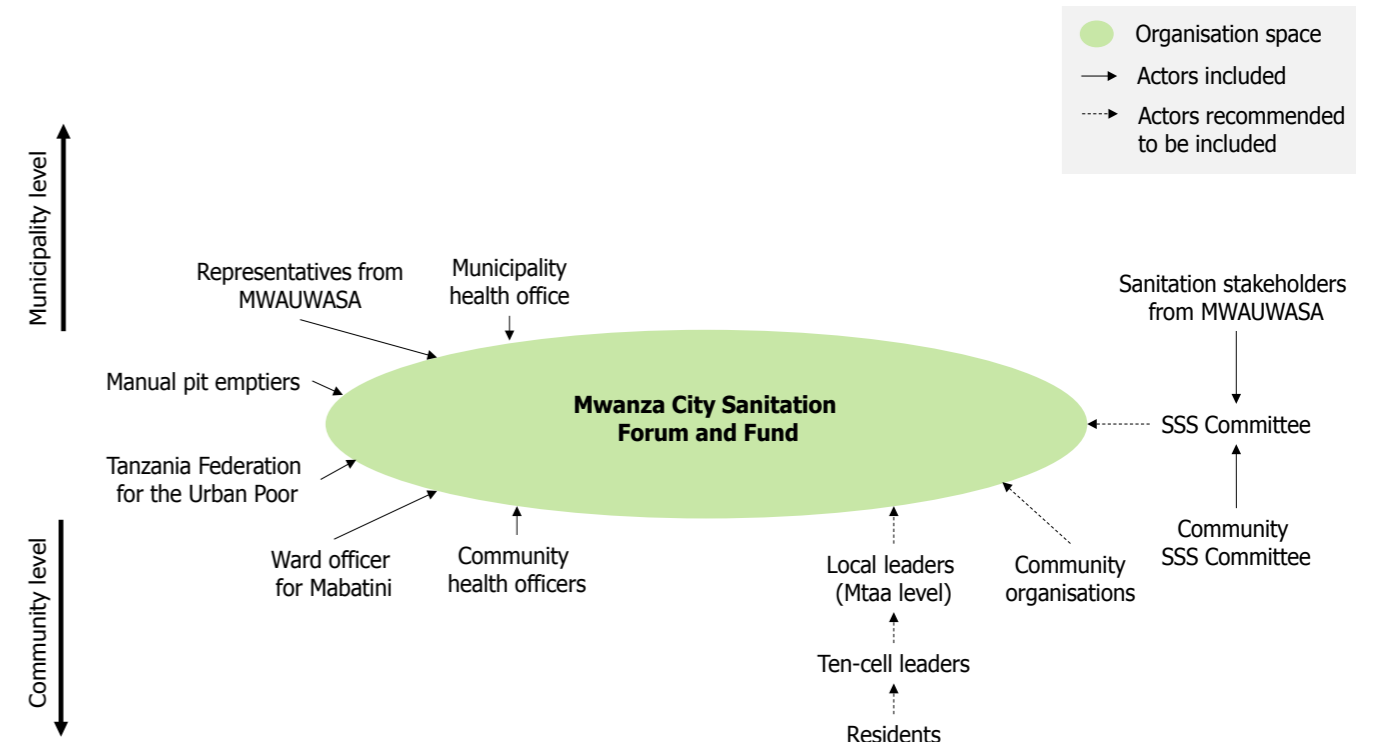 Organisation space
Actors included
Actors recommended
to be included
Municipality level
Representatives from
MWAUWASA
Municipality
health office
Sanitation stakeholders
from MWAUWASA
Manual pit emptiers
Mwanza City Sanitation
Forum and Fund
SSS Committee
Tanzania Federation
for the Urban Poor
Ward officer
for Mabatini
Community
health officers
Local leaders
(Mtaa level)
Community
organisations
Community
SSS Committee
Community level
Ten-cell leaders
Residents